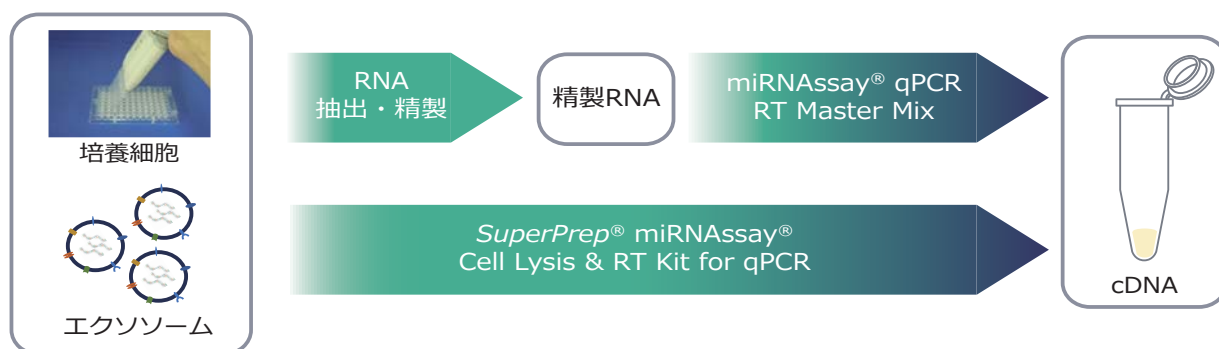 培養細胞
エクソソーム
RNA
抽出・精製
精製RNA
miRNAssay® qPCR
RT Master Mix
SuperPrep® miRNAssay®
Cell Lysis & RT Kit for qPCR
cDNA